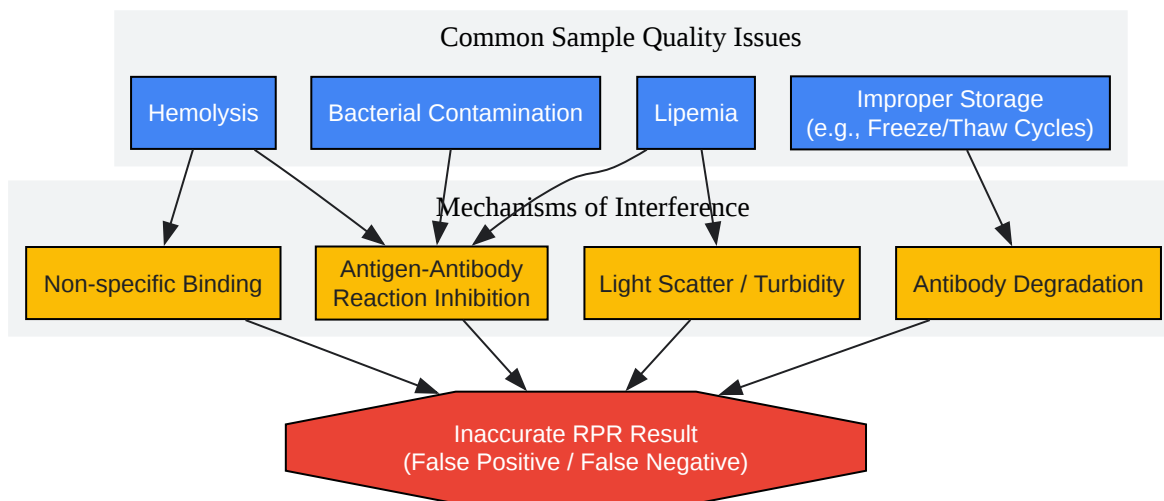 Common Sample Quality Issues
Hemolysis
Bacterial Contamination
Lipemia
Improper Storage
(e.g., Freeze/Thaw Cycles)
Mechanisms of Interference
Non-specific Binding
Antigen-Antibody
Reaction Inhibition
Light Scatter / Turbidity
Antibody Degradation
Inaccurate RPR Result
(False Positive / False Negative)